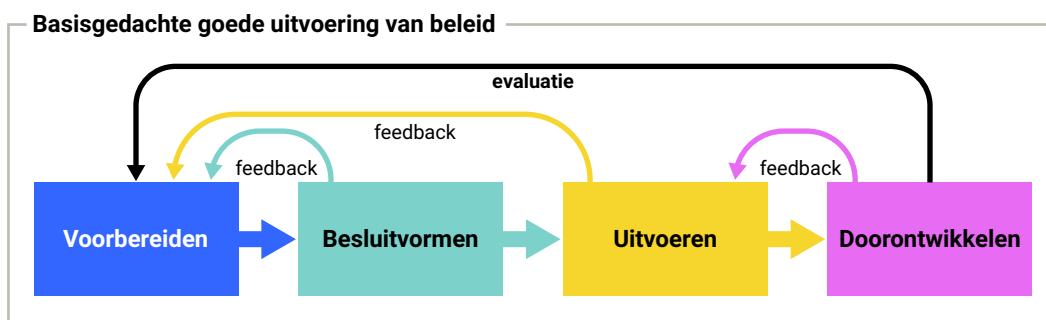 Basisgedachte goede uitvoering van beleid
evaluatie
feedback
feedback
feedback
Voorbereiden
Besluitvormen
Uitvoeren
Doorontwikkelen